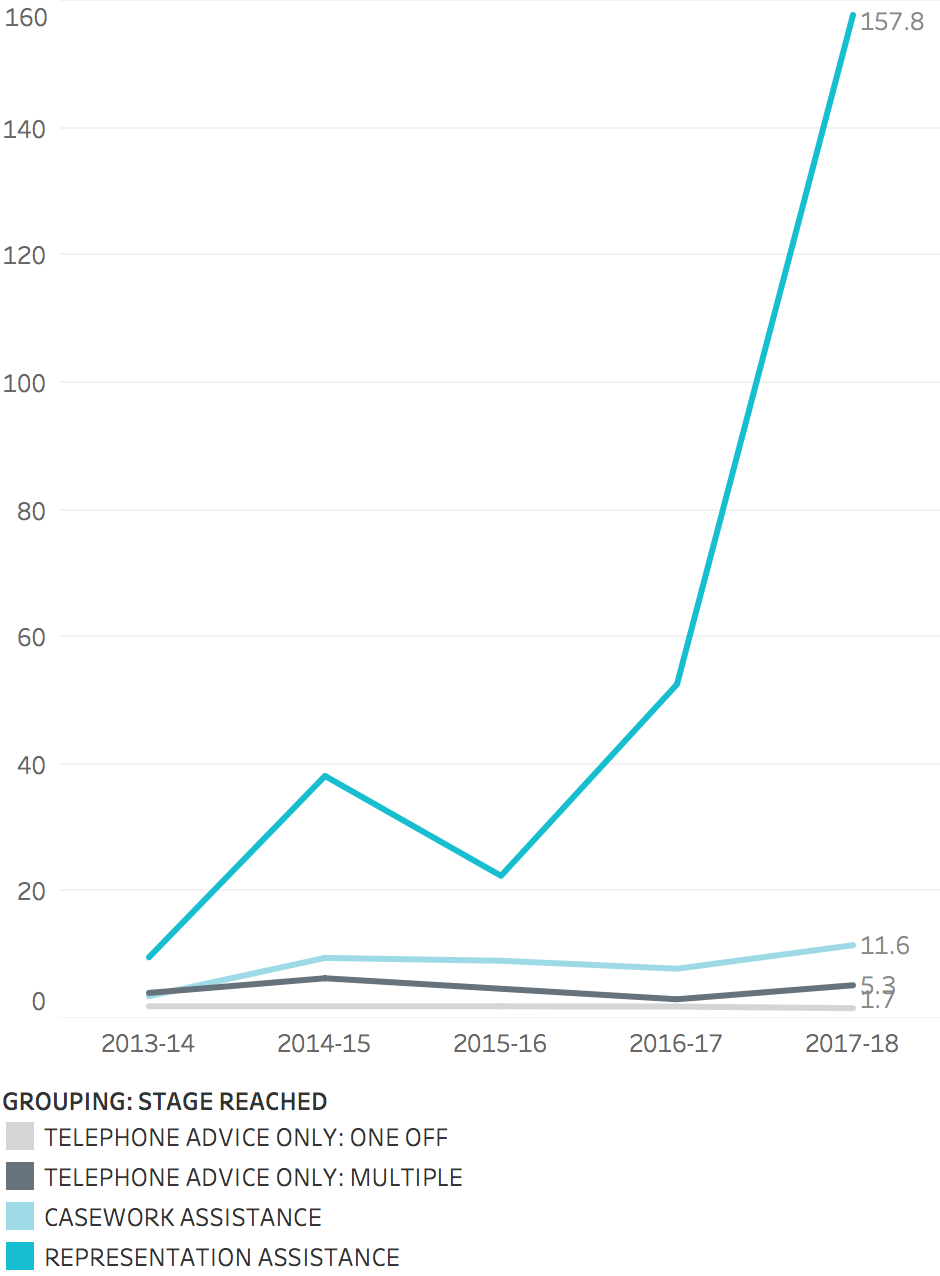 160
157.8
140
120
100
80
60
40
20
11.6
5.3
1.7
0
2013-14 2014-15 2015-16 2016-17 2017-18
GROUPING: STAGE REACHED
TELEPHONE ADVICE ONLY: ONE OFF
TELEPHONE ADVICE ONLY: MULTIPLE
CASEWORK ASSISTANCE
REPRESENTATION ASSISTANCE